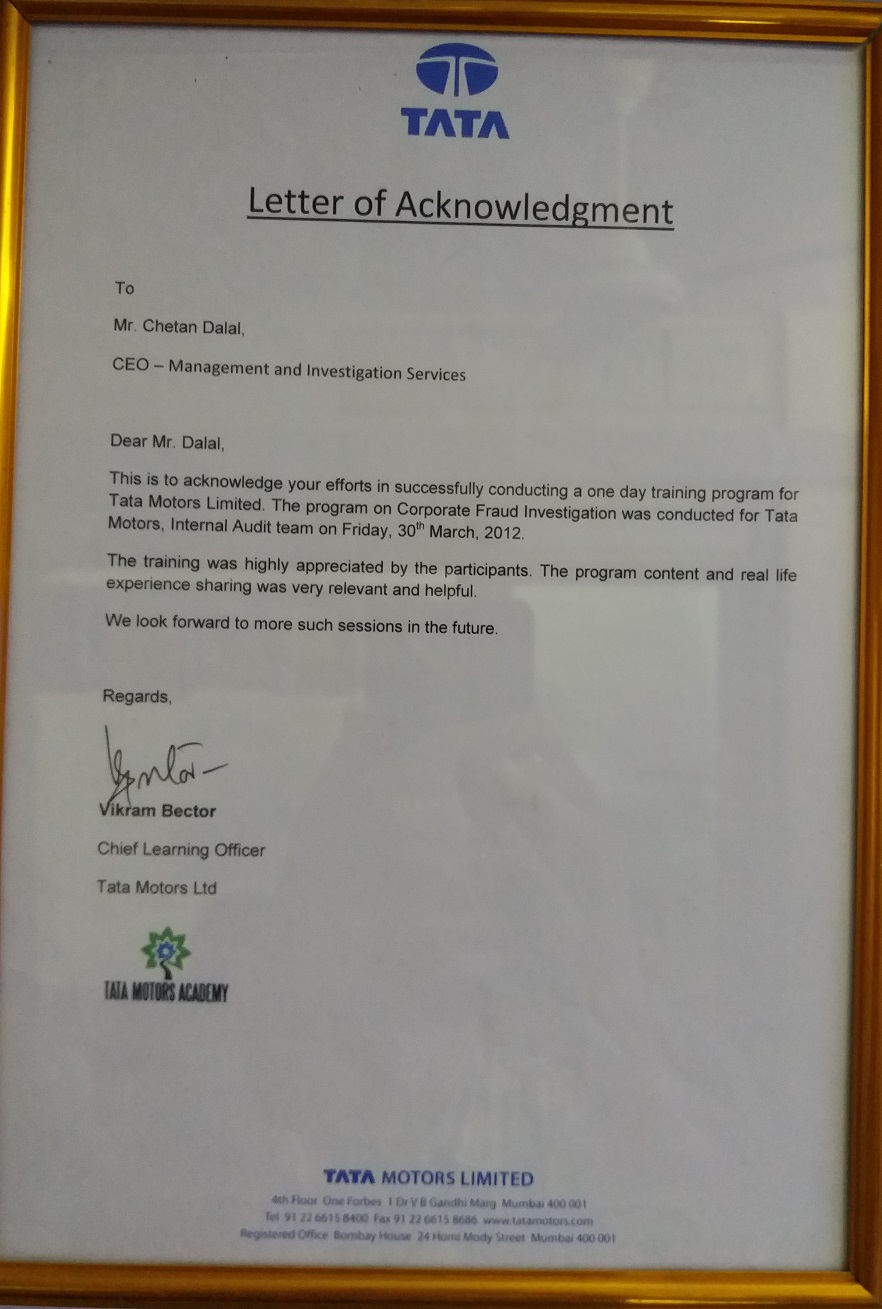 TATA
Letter of Acknowledgment
To
Mr. Chetan Dalal,
CEO – Management and Investigation Services
Dear Mr. Dalal,
This is to acknowledge your efforts in successfully conducting a one day training program for
Tata Motors Limited. The program on Corporate Fraud Investigation was conducted for Tata
Motors, Internal Audit team on Friday, 30th March, 2012.
The training was highly appreciated by the participants. The program content and real life
experience sharing was very relevant and helpful.
We look forward to more such sessions in the future.
Regards,
Vikram Bector
Chief Learning Officer
Tata Motors Ltd
TATA MOTORS ACADEMY
TATA MOTORS LIMITED
4th Floor One Forbes 1 Dr V B Gandhi Marg Mumbai 400 001
Tel 91 22 6615 8400 Fax 91 22 6615 8686 www.tatamotors.com
Registered Office Bombay House 24 Homi Mody Street Mumbai 400 001